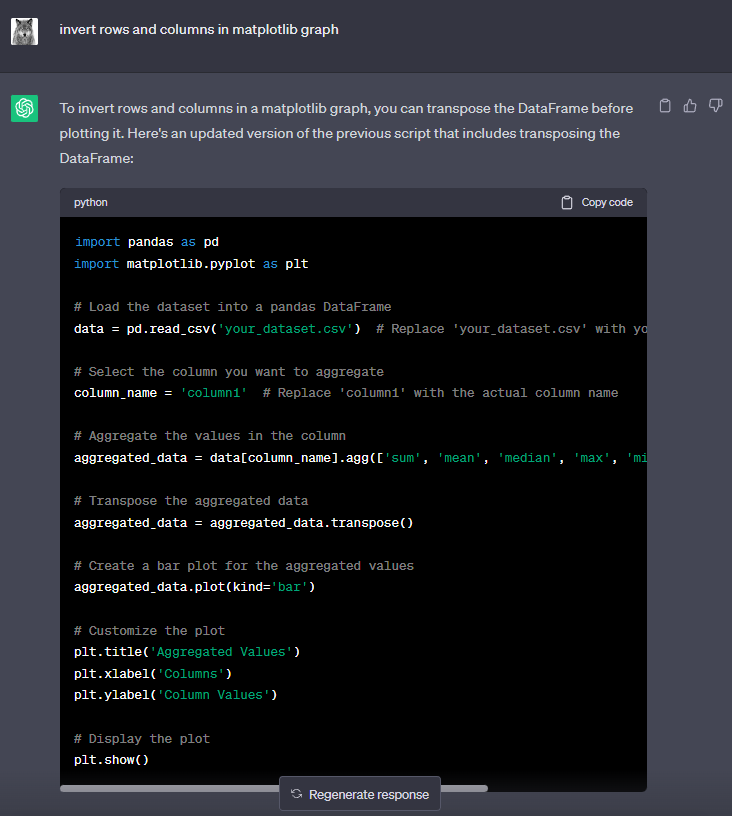 invert rows and columns in matplotlib graph
To invert rows and columns in a matplotlib graph, you can transpose the DataFrame before
plotting it. Here's an updated version of the previous script that includes transposing the
DataFrame:
python
Copy code
import pandas as pd
import matplotlib.pyplot as plt
# Load the dataset into a pandas DataFrame
data = pd.read_csv('your_dataset.csv')  # Replace 'your_dataset.csv' with yo
# Select the column you want to aggregate
column_name = 'column1'  # Replace 'column1' with the actual column name
# Aggregate the values in the column
aggregated_data = data[column_name].agg(['sum', 'mean', 'median', 'max', 'mi
# Transpose the aggregated data
aggregated_data = aggregated_data.transpose()
# Create a bar plot for the aggregated values
aggregated_data.plot(kind='bar')
# Customize the plot
plt.title('Aggregated Values')
plt.xlabel('Columns')
plt.ylabel('Column Values')
# Display the plot
plt.show()
Regenerate response